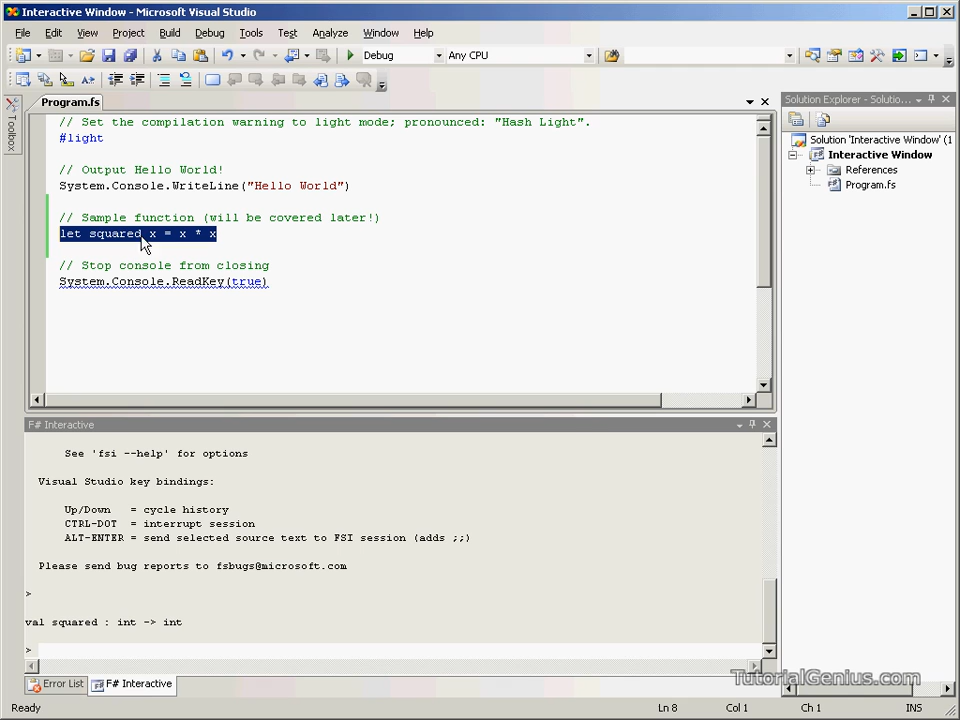 Interactive Window - Microsoft Visual Studio
File Edit View Project Build Debug Tools Test Analyze Window Help
Debug Any CPU
Toolbox
Program.fs
// Set the compilation warning to light mode; pronounced: "Hash Light".
#light
// Output Hello World!
System.Console.WriteLine("Hello World")
// Sample function (will be covered later!)
let squared x = x * x
// Stop console from closing
System.Console.ReadKey(true)
Solution Explorer - Solutio...
Solution 'Interactive Window' (1
Interactive Window
References
Program.fs
F# Interactive
See 'fsi --help' for options
Visual Studio key bindings:
Up/Down = cycle history
CTRL-DOT = interrupt session
ALT-ENTER = send selected source text to FSI session (adds ;;)
Please send bug reports to fsbugs@microsoft.com
>
val squared : int -> int
>
Error List F# Interactive
TutorialGenius.com
Ready Ln 8 Col 1 Ch 1 INS